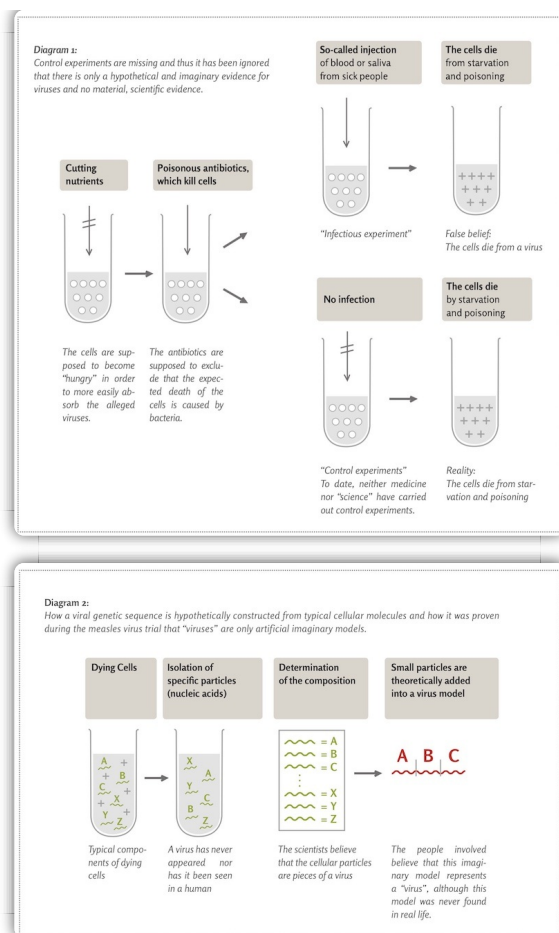 Diagram 1:
Control experiments are missing and thus it has been ignored
that there is only a hypothetical and imaginary evidence for
viruses and no material, scientific evidence.
So-called injection
of blood or saliva
from sick people
The cells die
from starvation
and poisoning
Cutting
nutrients
Poisonous antibiotics,
which kill cells
“Infectious experiment”
False belief:
The cells die from a virus
No infection
The cells die
by starvation
and poisoning
The cells are sup-
posed to become
“hungry” in order
to more easily ab-
sorb the alleged
viruses.
The antibiotics are
supposed to exclu-
de that the expec-
ted death of the
cells is caused by
bacteria.
“Control experiments”
To date, neither medicine
nor “science” have carried
out control experiments.
Reality:
The cells die from star-
vation and poisoning
Diagram 2:
How a viral genetic sequence is hypothetically constructed from typical cellular molecules and how it was proven
during the measles virus trial that “viruses” are only artificial imaginary models.
Dying Cells
Isolation of
specific particles
(nucleic acids)
Determination
of the composition
Small particles are
theoretically added
into a virus model
A
B
C
X
Y
Z
X
A
Y
C
B
Z
= A
= B
= C
= X
= Y
= Z
A B C
Typical compo-
nents of dying
cells
A virus has never
appeared nor
has it been seen
in a human
The scientists believe
that the cellular particles
are pieces of a virus
The people involved
believe that this imagi-
nary model represents
a “virus”, although this
model was never found
in real life.